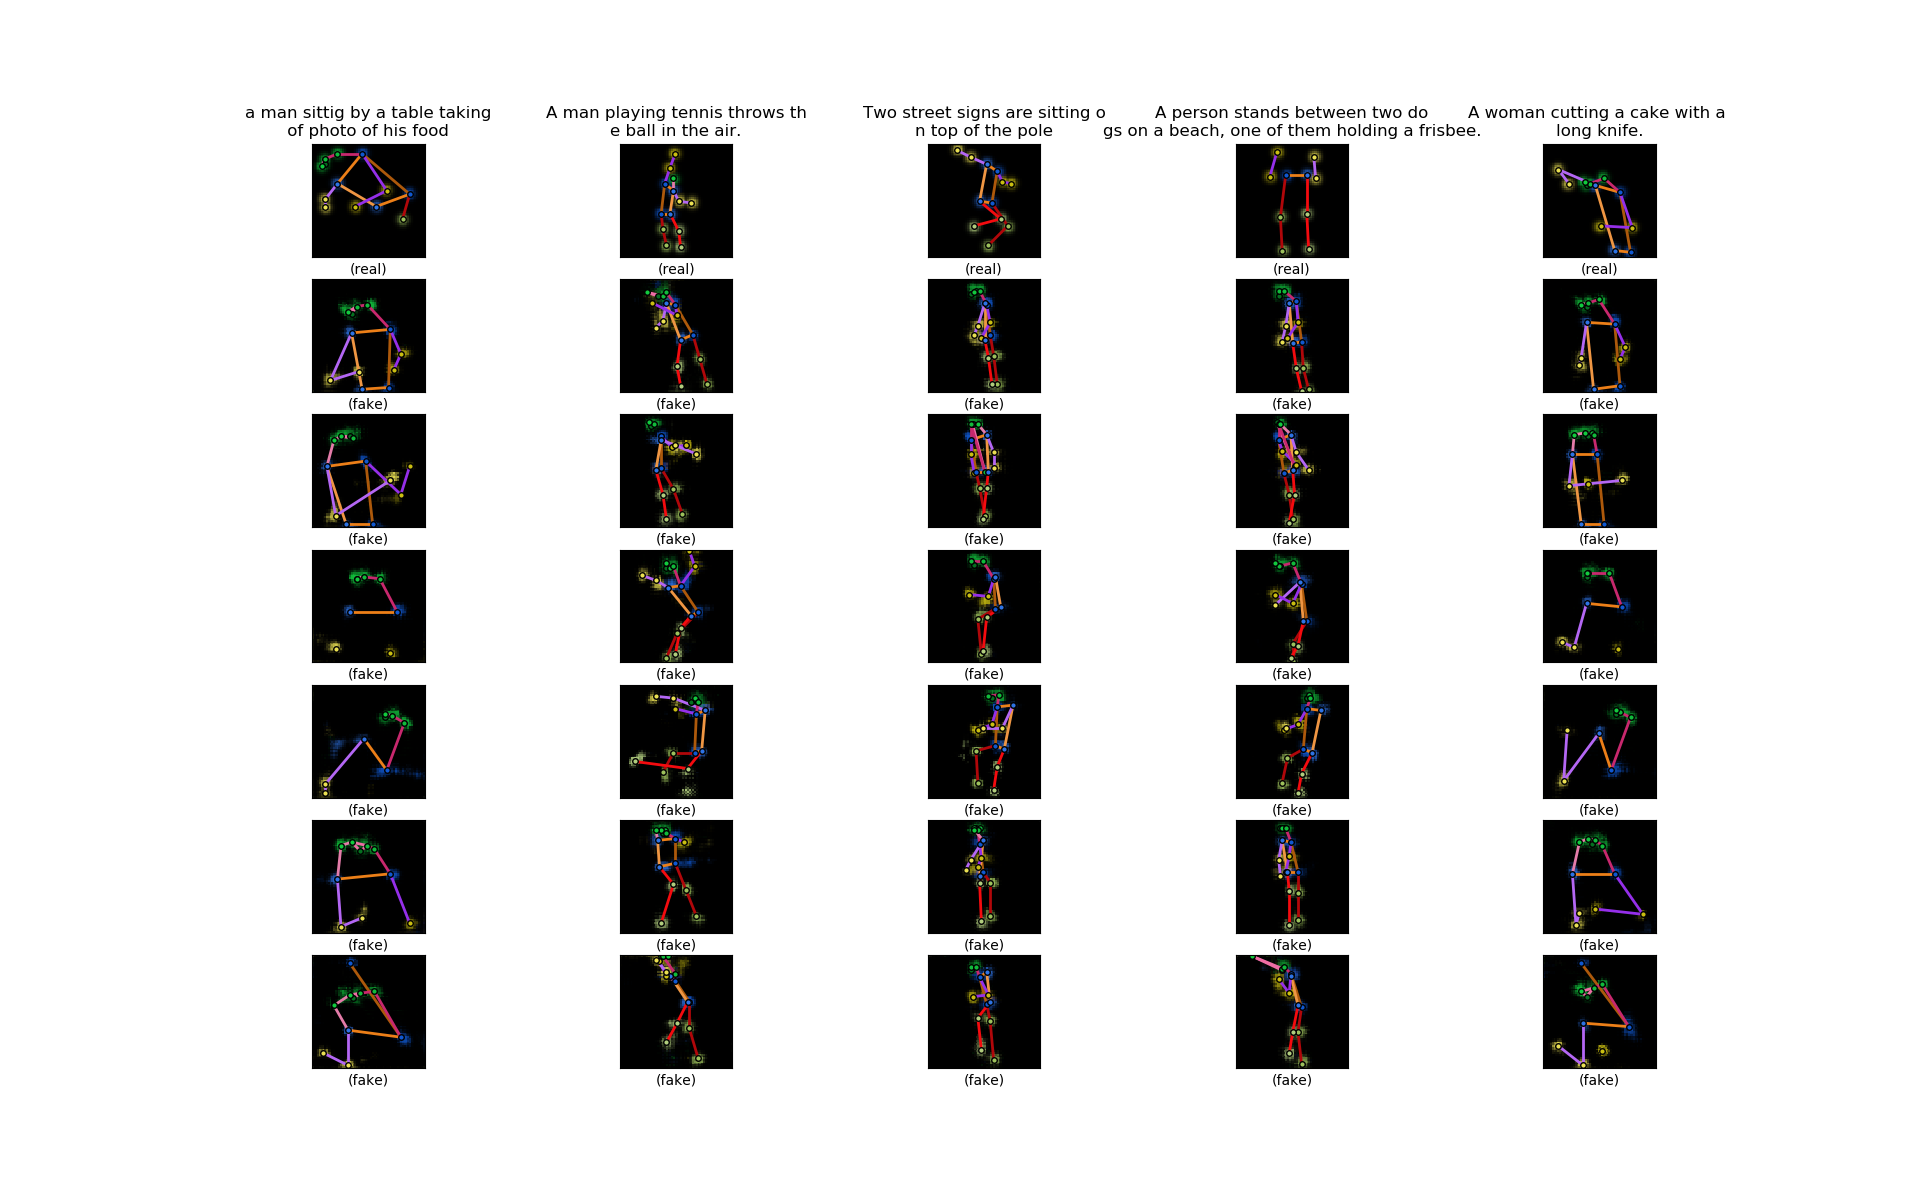 a man sittig by a table taking
of photo of his food
A man playing tennis throws th
e ball in the air.
Two street signs are sitting o
n top of the pole
A person stands between two do
gs on a beach, one of them holding a frisbee.
A woman cutting a cake with a
long knife.
(real) (real) (real) (real) (real)
(fake) (fake) (fake) (fake) (fake)
(fake) (fake) (fake) (fake) (fake)
(fake) (fake) (fake) (fake) (fake)
(fake) (fake) (fake) (fake) (fake)
(fake) (fake) (fake) (fake) (fake)
(fake) (fake) (fake) (fake) (fake)